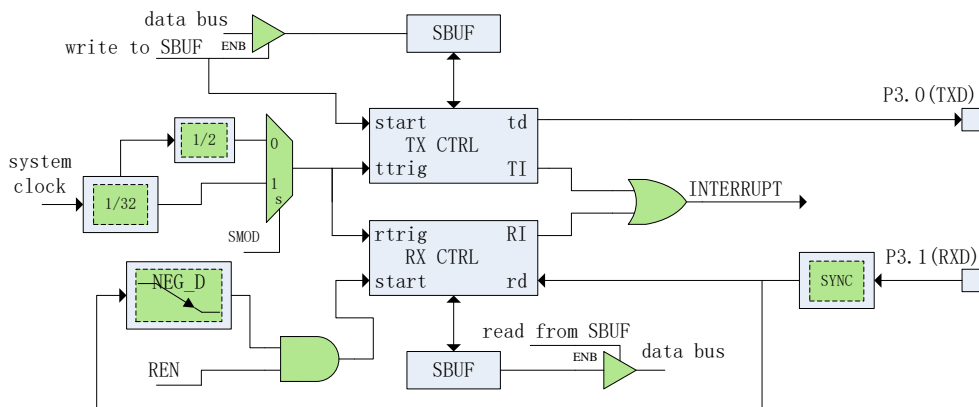 data bus
SBUF
ENB
write to SBUF
P3.0(TXD)
start
td
TX CTRL
ttrig
TI
1/2
0
system
clock
1/32
1
s
SMOD
INTERRUPT
rtrig
RI
RX CTRL
start
rd
P3.1(RXD)
SYNC
NEG_D
read from SBUF
ENB
data bus
REN
SBUF